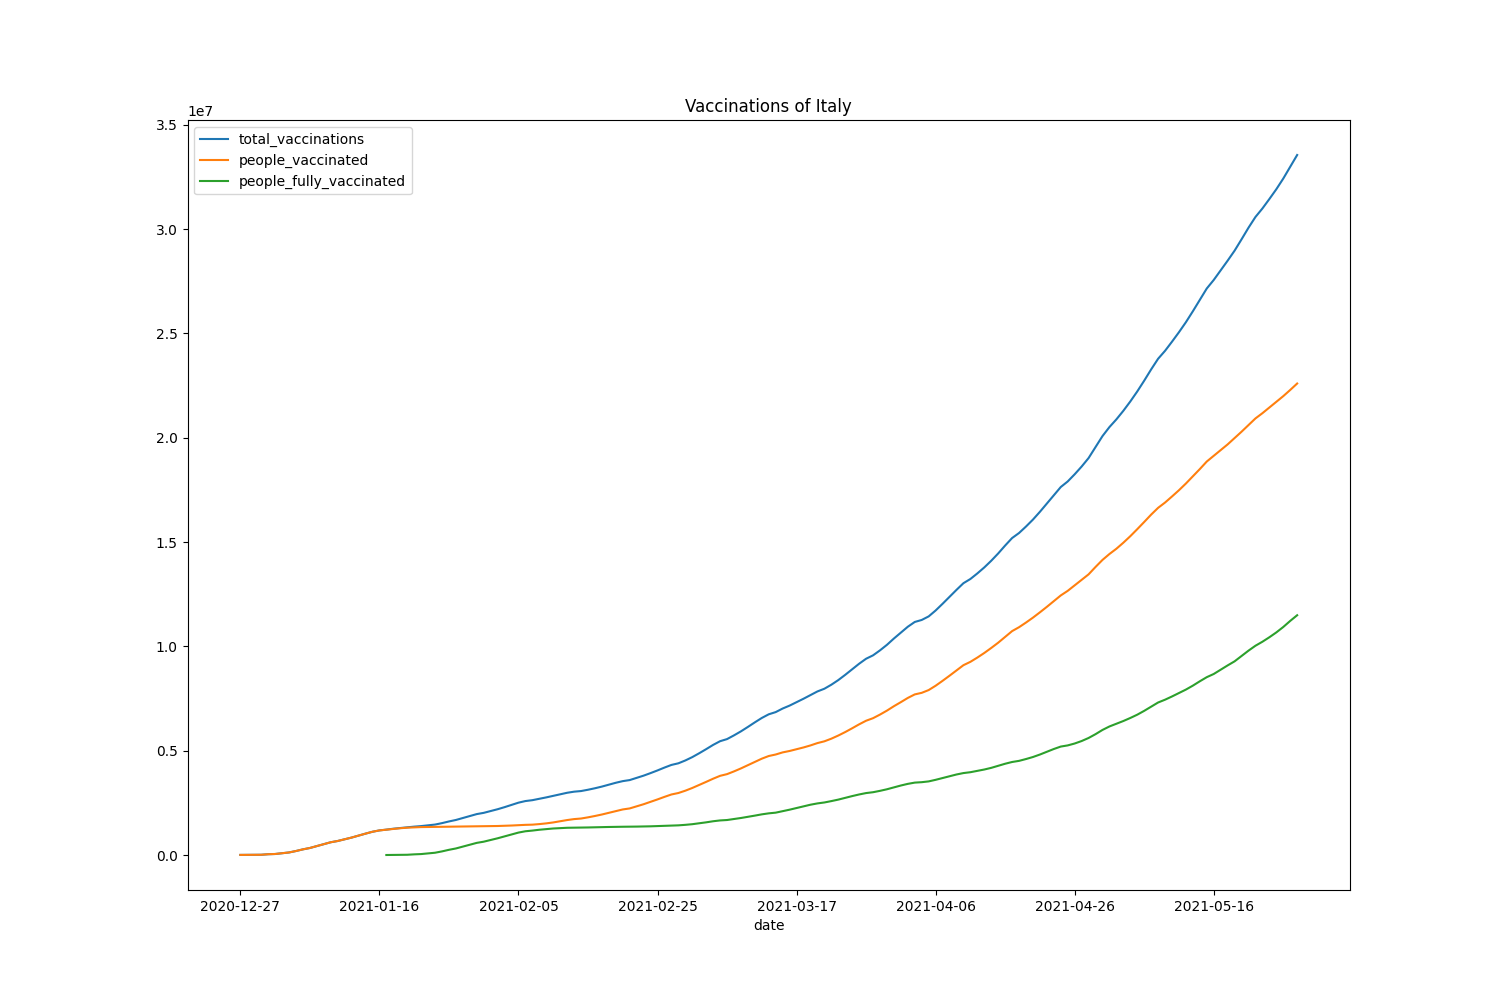 Vaccinations of Italy
1e7
total_vaccinations
people_vaccinated
people_fully_vaccinated
3.5
3.0
2.5
2.0
1.5
1.0
0.5
0.0
2020-12-27 2021-01-16 2021-02-05 2021-02-25 2021-03-17 2021-04-06 2021-04-26 2021-05-16
date